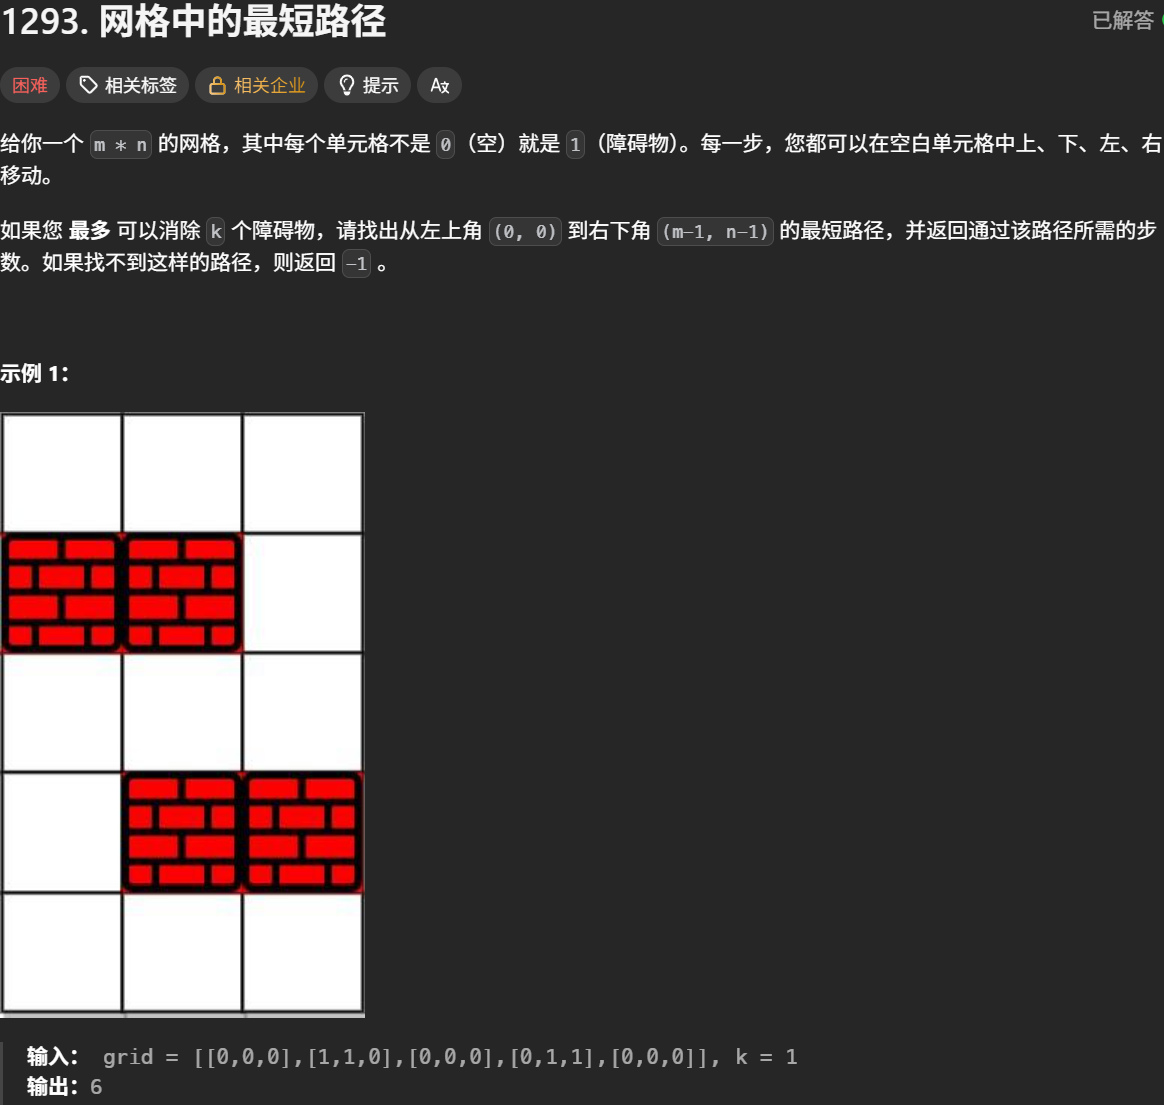 1293. 网格中的最短路径
已解答
困难 相关标签 相关企业 提示 Aあ
给你一个 m * n 的网格，其中每个单元格不是 0（空）就是 1（障碍物）。每一步，您都可以在空白单元格中上、下、左、右
移动。
如果您 最多 可以消除 k 个障碍物，请找出从左上角 (0, 0) 到右下角 (m-1, n-1) 的最短路径，并返回通过该路径所需的步
数。如果找不到这样的路径，则返回 -1 。
示例 1：
输入： grid = [[0,0,0],[1,1,0],[0,0,0],[0,1,1],[0,0,0]], k = 1
输出：6